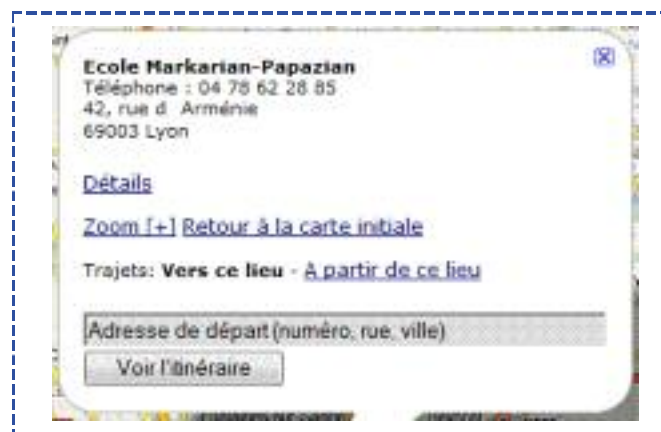 Ecole Markarian-Papazian
Téléphone : 04 78 62 28 85
42, rue d Arménie
69003 Lyon
Détails
Zoom [+] Retour à la carte initiale
Trajets: Vers ce lieu - A partir de ce lieu
Adresse de départ (numéro, rue, ville)
Voir l'itinéraire